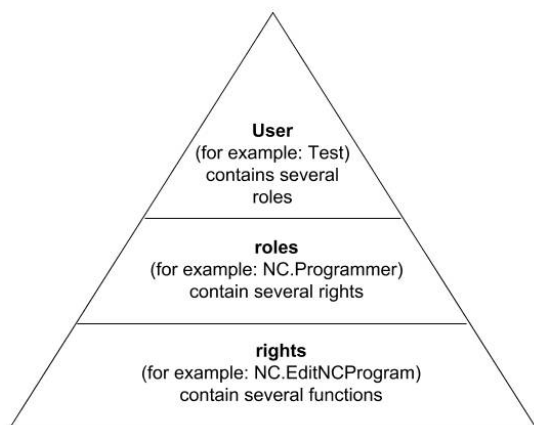 User
(for example: Test)
contains several
roles
roles
(for example: NC.Programmer)
contain several rights
rights
(for example: NC.EditNCProgram)
contain several functions